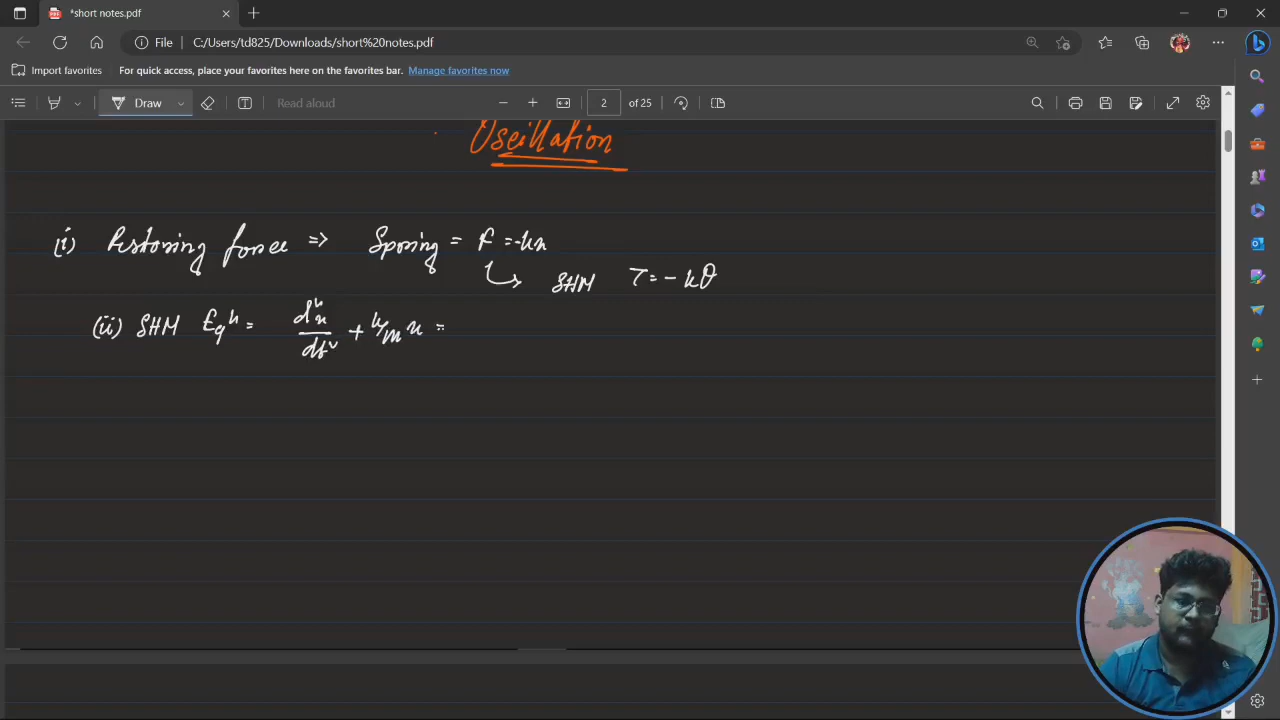 *short notes.pdf
File C:/Users/td825/Downloads/short%20notes.pdf
Import favorites For quick access, place your favorites here on the favorites bar. Manage favorites now
Draw Read aloud 2 of 25
Oscillation
(i) Restoring force ⇒ Spring = F = -kx
SHM τ = - kθ
(ii) SHM Eqⁿ = d²x/dt² + k/m x =